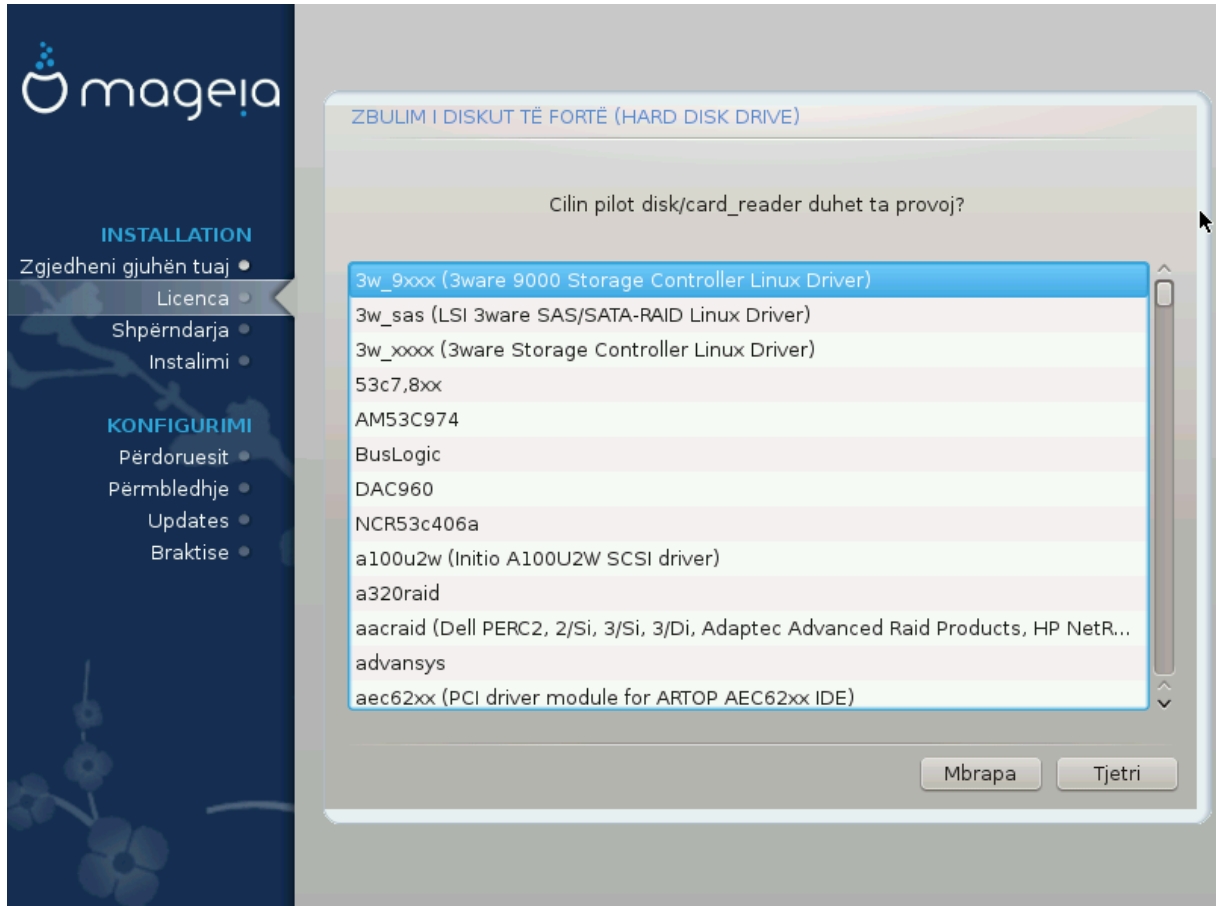 mageia
INSTALLATION
Zgjedheni gjuhën tuaj
Licenca
Shpërndarja
Instalimi
KONFIGURIMI
Përdoruesit
Përmbledhje
Updates
Braktise
ZBULIM I DISKUT TË FORTË (HARD DISK DRIVE)
Cilin pilot disk/card_reader duhet ta provoj?
3w_9xxx (3ware 9000 Storage Controller Linux Driver)
3w_sas (LSI 3ware SAS/SATA-RAID Linux Driver)
3w_xxxx (3ware Storage Controller Linux Driver)
53c7,8xx
AM53C974
BusLogic
DAC960
NCR53c406a
a100u2w (Initio A100U2W SCSI driver)
a320raid
aacraid (Dell PERC2, 2/Si, 3/Si, 3/Di, Adaptec Advanced Raid Products, HP NetR...
advansys
aec62xx (PCI driver module for ARTOP AEC62xx IDE)
Mbrapa
Tjetri